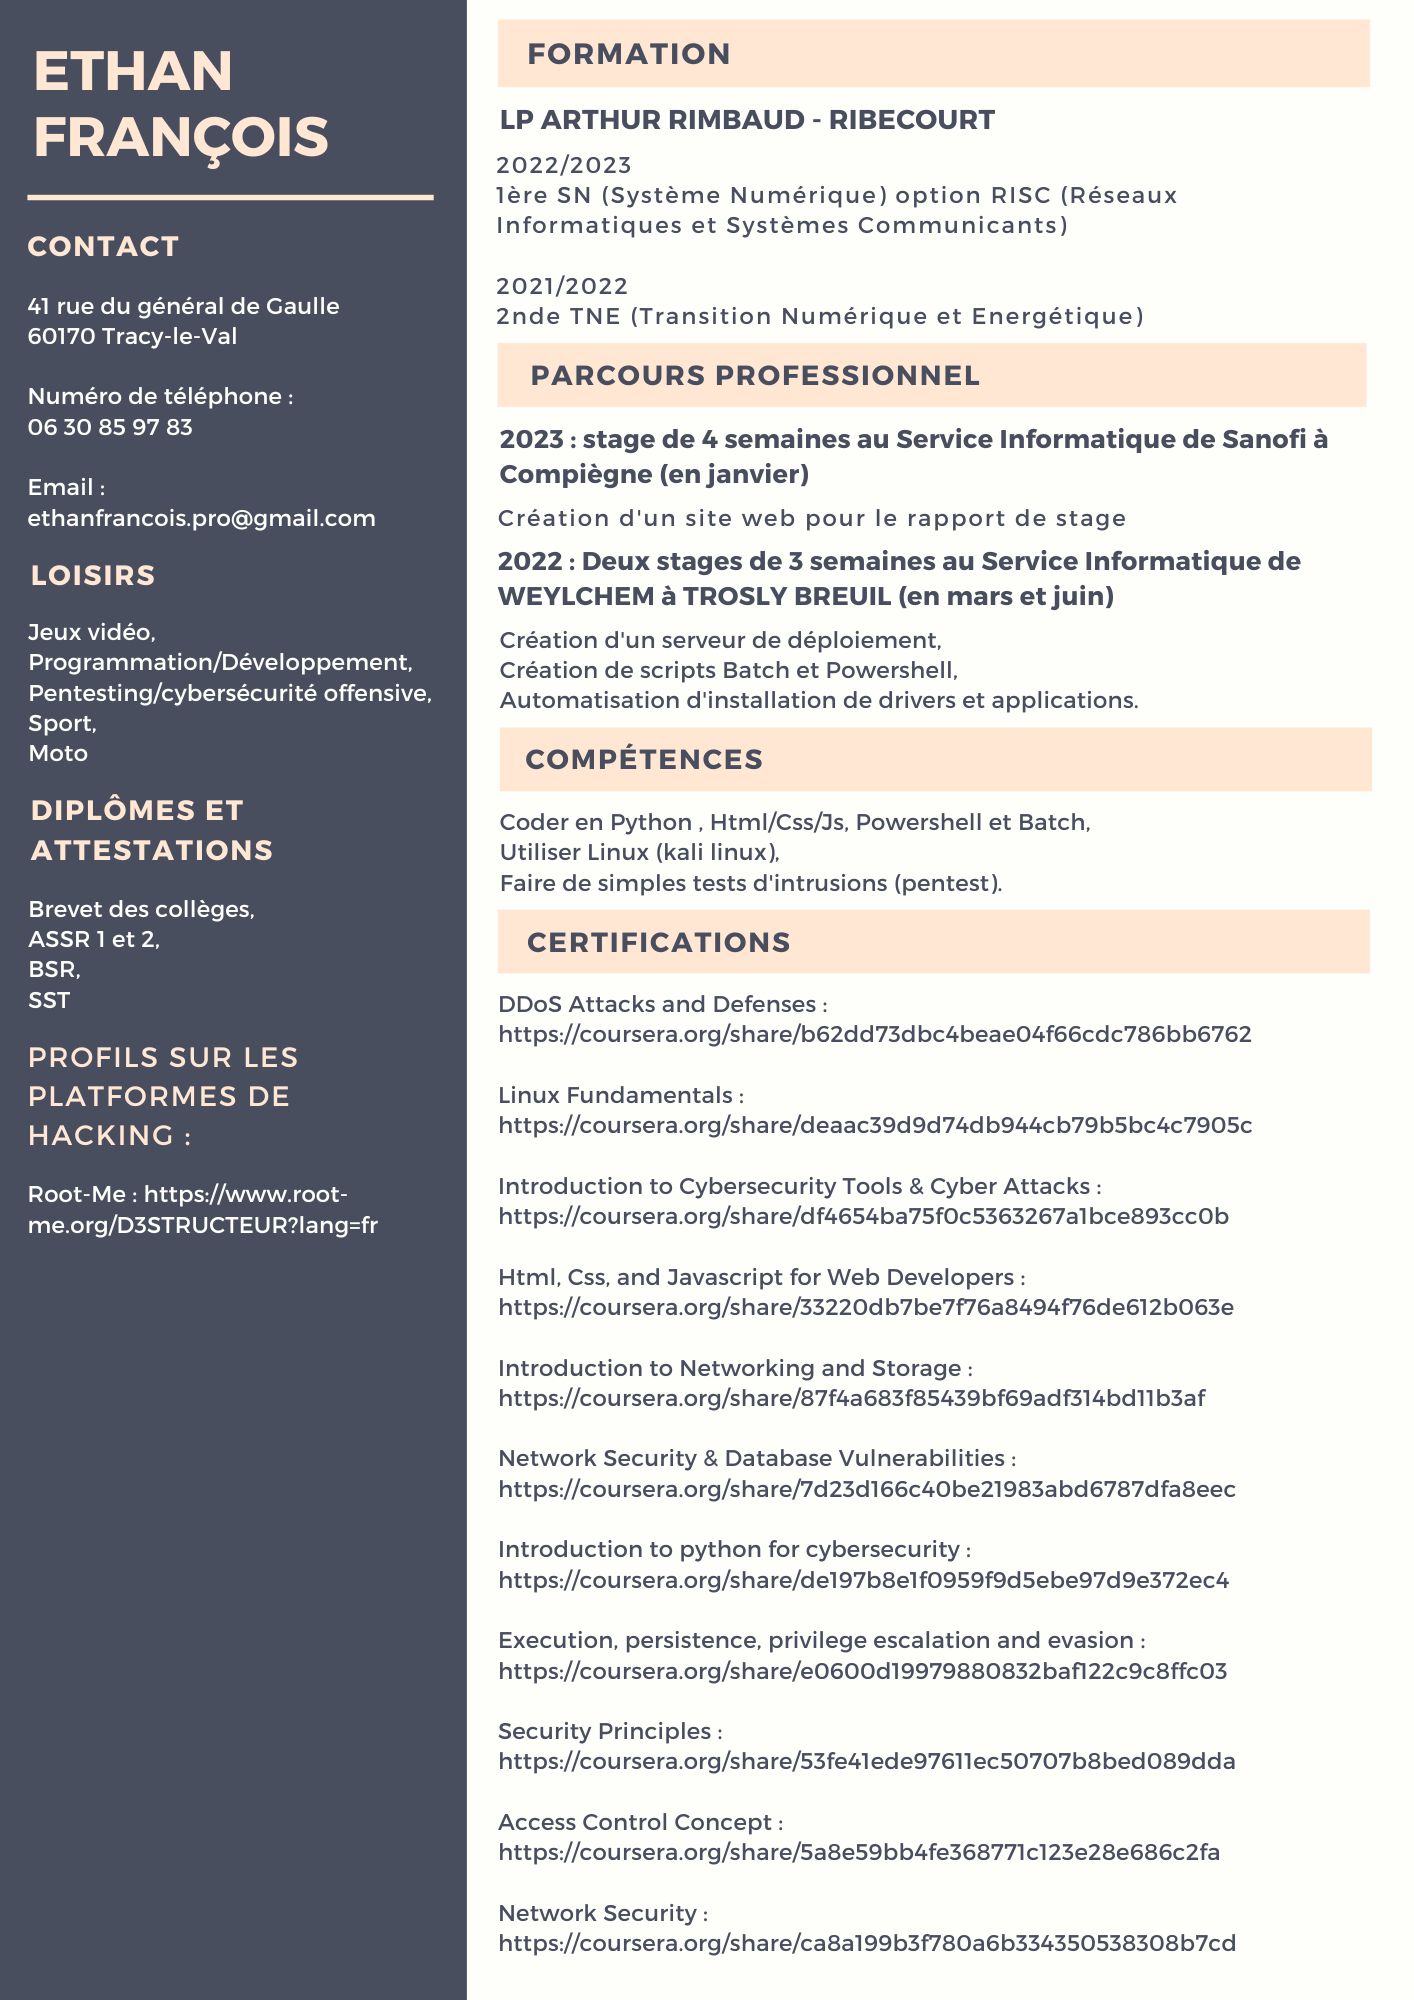 ETHAN
FRANÇOIS
CONTACT
41 rue du général de Gaulle
60170 Tracy-le-Val
Numéro de téléphone :
06 30 85 97 83
Email :
ethanfrancois.pro@gmail.com
LOISIRS
Jeux vidéo,
Programmation/Développement,
Pentesting/cybersécurité offensive,
Sport,
Moto
DIPLÔMES ET
ATTESTATIONS
Brevet des collèges,
ASSR 1 et 2,
BSR,
SST
PROFILS SUR LES
PLATFORMES DE
HACKING :
Root-Me : https://www.root-
me.org/D3STRUCTEUR?lang=fr
FORMATION
LP ARTHUR RIMBAUD - RIBECOURT
2022/2023
1ère SN (Système Numérique) option RISC (Réseaux
Informatiques et Systèmes Communicants)
2021/2022
2nde TNE (Transition Numérique et Energétique)
PARCOURS PROFESSIONNEL
2023 : stage de 4 semaines au Service Informatique de Sanofi à
Compiègne (en janvier)
Création d'un site web pour le rapport de stage
2022 : Deux stages de 3 semaines au Service Informatique de
WEYLCHEM à TROSLY BREUIL (en mars et juin)
Création d'un serveur de déploiement,
Création de scripts Batch et Powershell,
Automatisation d'installation de drivers et applications.
COMPÉTENCES
Coder en Python , Html/Css/Js, Powershell et Batch,
Utiliser Linux (kali linux),
Faire de simples tests d'intrusions (pentest).
CERTIFICATIONS
DDoS Attacks and Defenses :
https://coursera.org/share/b62dd73dbc4beae04f66cdc786bb6762
Linux Fundamentals :
https://coursera.org/share/deaac39d9d74db944cb79b5bc4c7905c
Introduction to Cybersecurity Tools & Cyber Attacks :
https://coursera.org/share/df4654ba75f0c5363267a1bce893cc0b
Html, Css, and Javascript for Web Developers :
https://coursera.org/share/33220db7be7f76a8494f76de612b063e
Introduction to Networking and Storage :
https://coursera.org/share/87f4a683f85439bf69adf314bd11b3af
Network Security & Database Vulnerabilities :
https://coursera.org/share/7d23d166c40be21983abd6787dfa8eec
Introduction to python for cybersecurity :
https://coursera.org/share/de197b8e1f0959f9d5ebe97d9e372ec4
Execution, persistence, privilege escalation and evasion :
https://coursera.org/share/e0600d19979880832baf122c9c8ffc03
Security Principles :
https://coursera.org/share/53fe41ede97611ec50707b8bed089dda
Access Control Concept :
https://coursera.org/share/5a8e59bb4fe368771c123e28e686c2fa
Network Security :
https://coursera.org/share/ca8a199b3f780a6b334350538308b7cd